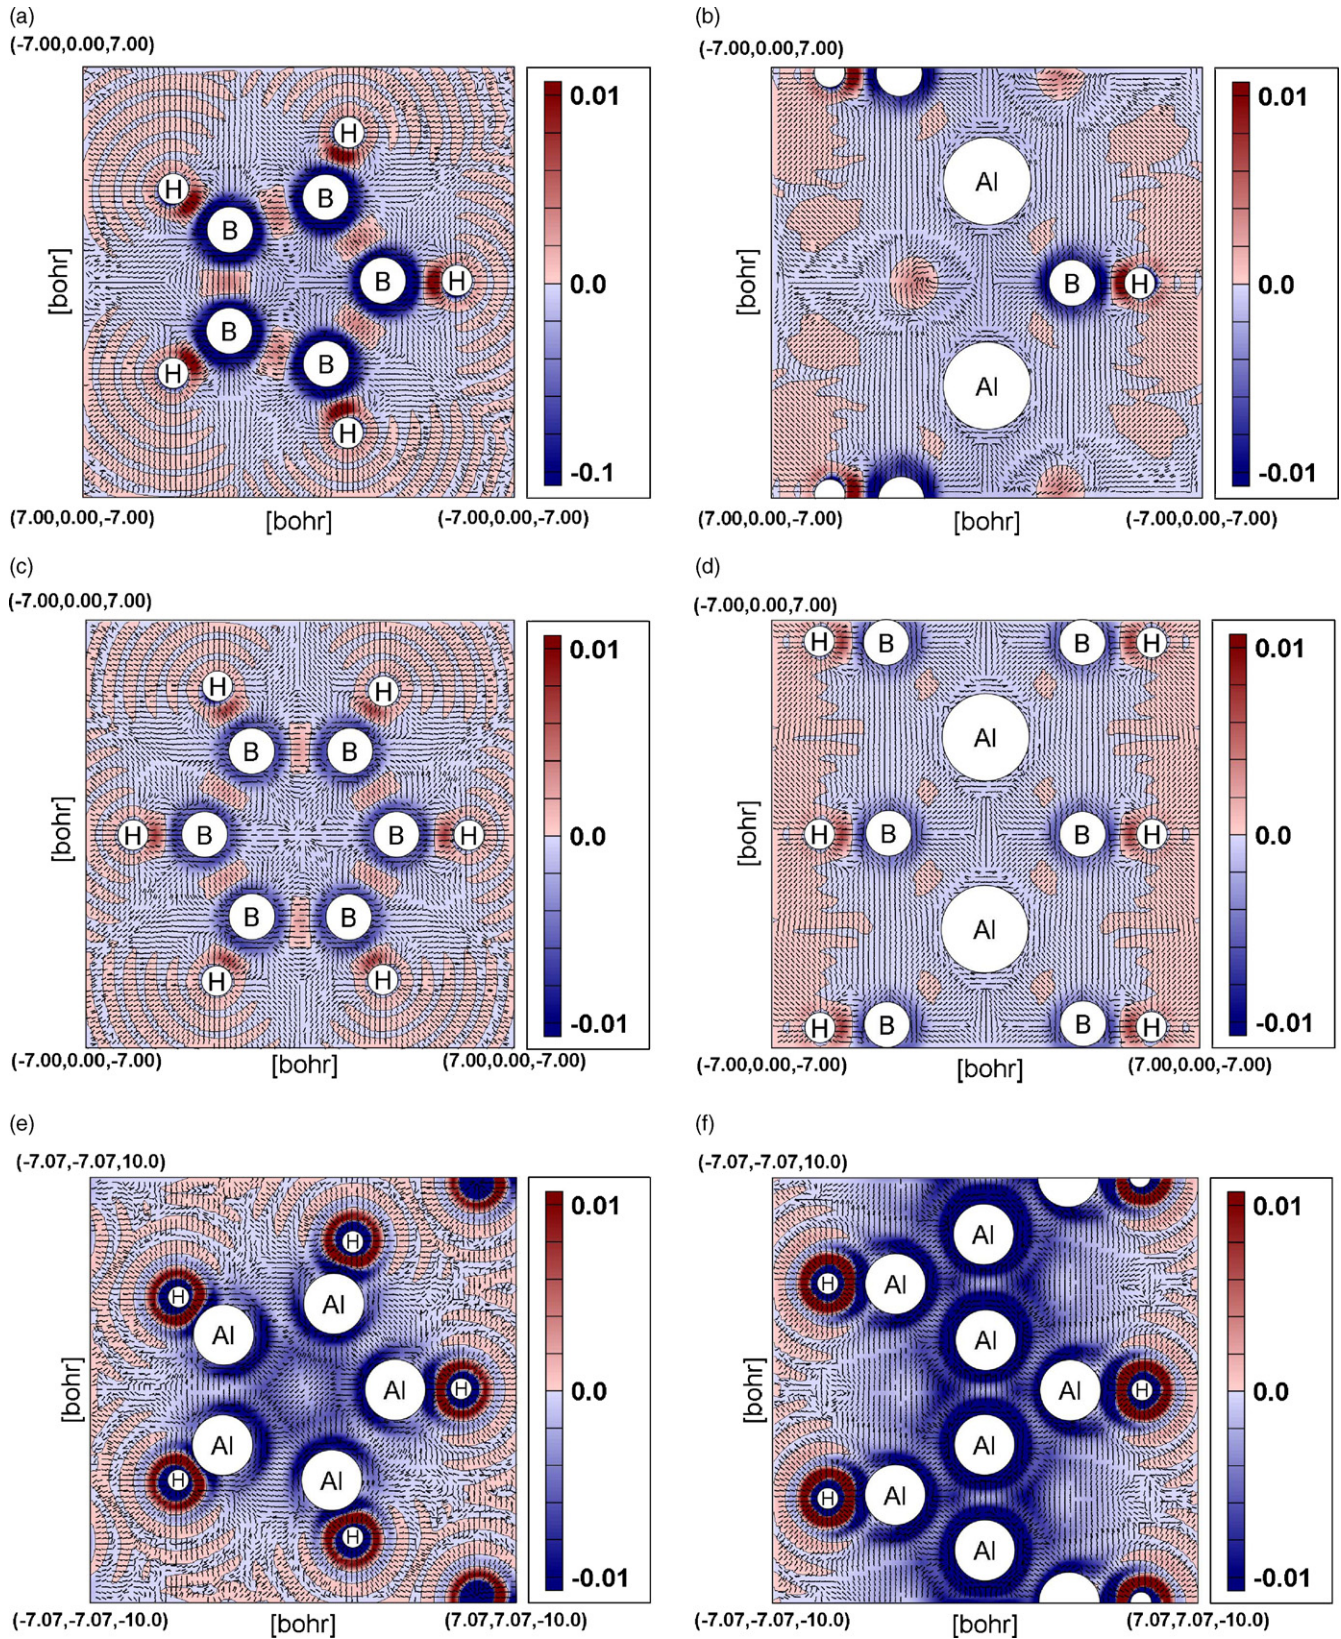 (a)
(-7.00,0.00,7.00)
H
H
B
B
B
H
B
B
H
H
[bohr]
0.01
0.0
-0.1
(7.00,0.00,-7.00)
[bohr]
(-7.00,0.00,-7.00)
(b)
(-7.00,0.00,7.00)
Al
B
H
Al
[bohr]
0.01
0.0
-0.01
(7.00,0.00,-7.00)
[bohr]
(-7.00,0.00,-7.00)
(c)
(-7.00,0.00,7.00)
H
H
B
B
H
B
B
H
B
B
H
H
[bohr]
0.01
0.0
-0.01
(-7.00,0.00,-7.00)
[bohr]
(7.00,0.00,-7.00)
(d)
(-7.00,0.00,7.00)
H
B
B
H
Al
H
B
B
H
Al
H
B
B
H
[bohr]
0.01
0.0
-0.01
(-7.00,0.00,-7.00)
[bohr]
(7.00,0.00,-7.00)
(e)
(-7.07,-7.07,10.0)
H
H
Al
Al
Al
H
Al
Al
H
H
[bohr]
0.01
0.0
-0.01
(-7.07,-7.07,-10.0)
[bohr]
(7.07,7.07,-10.0)
(f)
(-7.07,-7.07,10.0)
Al
H
Al
Al
Al
H
Al
H
Al
Al
[bohr]
0.01
0.0
-0.01
(-7.07,-7.07,-10.0)
[bohr]
(7.07,7.07,-10.0)